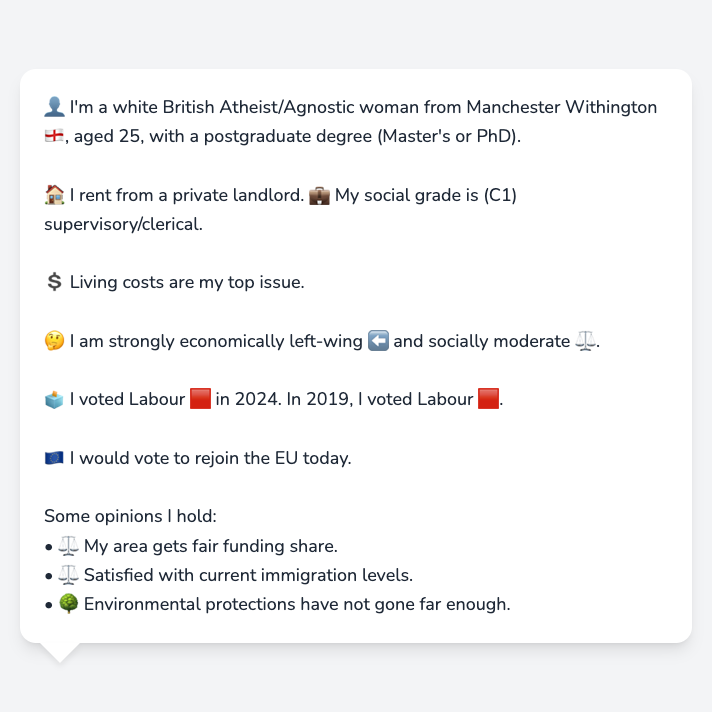 👤 I'm a white British Atheist/Agnostic woman from Manchester Withington
🏴󠁧󠁢󠁥󠁮󠁧󠁿, aged 25, with a postgraduate degree (Master's or PhD).
🏠 I rent from a private landlord. 💼 My social grade is (C1)
supervisory/clerical.
💲 Living costs are my top issue.
🤔 I am strongly economically left-wing ⬅️ and socially moderate ⚖️.
🗳️ I voted Labour 🟥 in 2024. In 2019, I voted Labour 🟥.
🇪🇺 I would vote to rejoin the EU today.
Some opinions I hold:
• ⚖️ My area gets fair funding share.
• ⚖️ Satisfied with current immigration levels.
• 🌳 Environmental protections have not gone far enough.